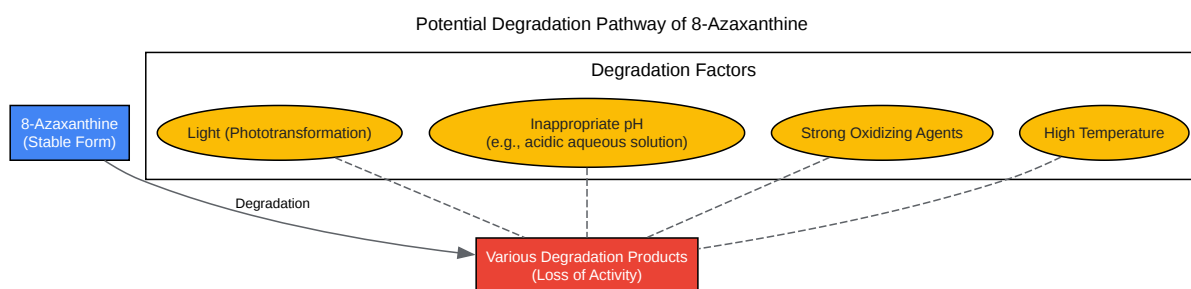 Potential Degradation Pathway of 8-Azaxanthine
Degradation Factors
8-Azaxanthine
(Stable Form)
Light (Phototransformation)
Inappropriate pH
(e.g., acidic aqueous solution)
Strong Oxidizing Agents
High Temperature
Degradation
Various Degradation Products
(Loss of Activity)